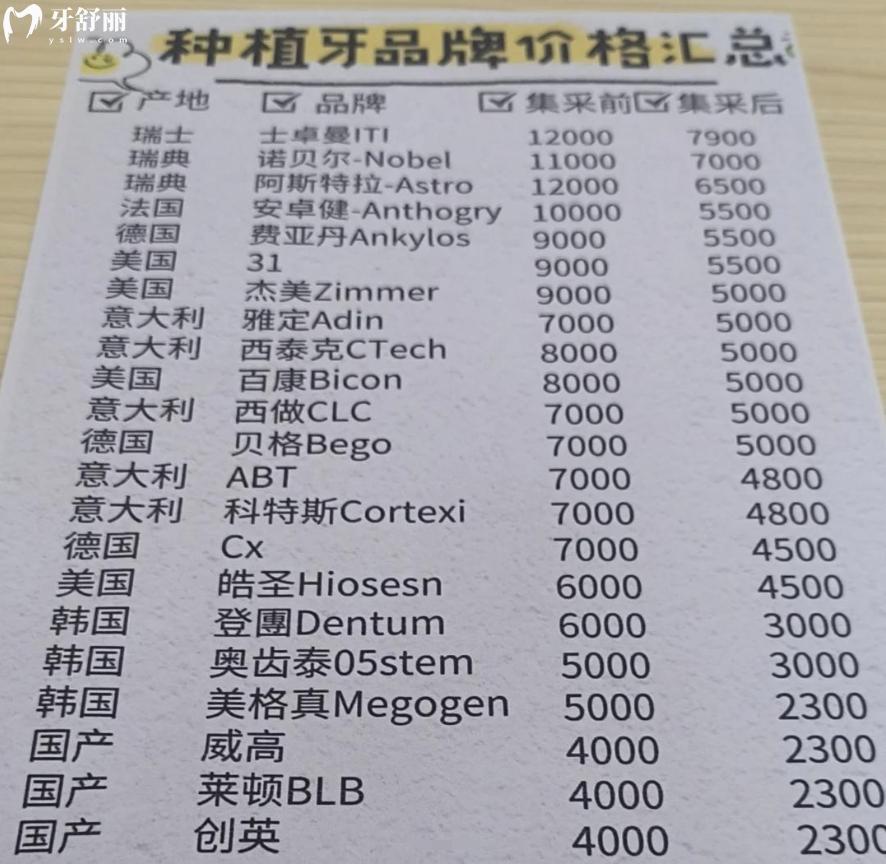 牙舒丽
yslw.com
种植牙品牌价格汇总
产地 品牌 集采前 集采后
瑞士 士卓曼ITI 12000 7900
瑞典 诺贝尔-Nobel 11000 7000
瑞典 阿斯特拉-Astro 12000 6500
法国 安卓健-Anthogry 10000 5500
德国 费亚丹Ankylos 9000 5500
美国 31 9000 5500
美国 杰美Zimmer 9000 5000
意大利 雅定Adin 7000 5000
意大利 西泰克CTech 8000 5000
美国 百康Bicon 8000 5000
意大利 西做CLC 7000 5000
德国 贝格Bego 7000 5000
意大利 ABT 7000 4800
意大利 科特斯Cortexi 7000 4800
德国 Cx 7000 4500
美国 皓圣Hiosesn 6000 4500
韩国 登團Dentum 6000 3000
韩国 奥齿泰05stem 5000 3000
韩国 美格真Megogen 5000 2300
国产 威高 4000 2300
国产 莱顿BLB 4000 2300
国产 创英 4000 2300